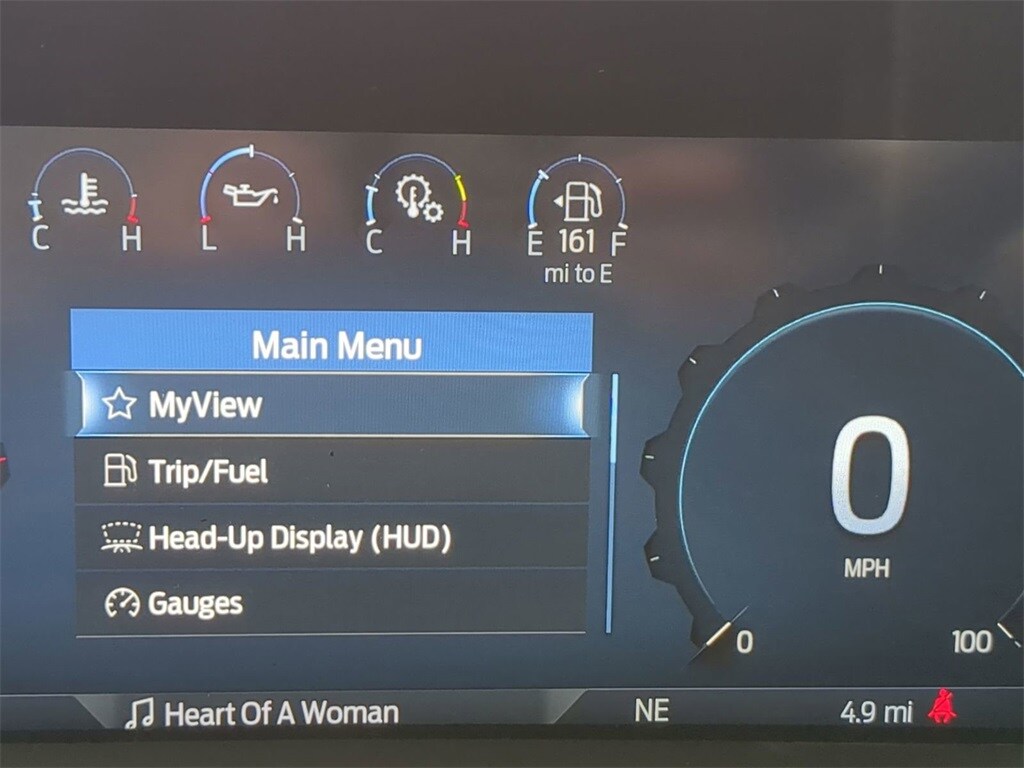 C H L H C H E 161 F
mi to E
Main Menu
MyView
Trip/Fuel
Head-Up Display (HUD)
Gauges
0
MPH
0 100
Heart Of A Woman NE 4.9 mi